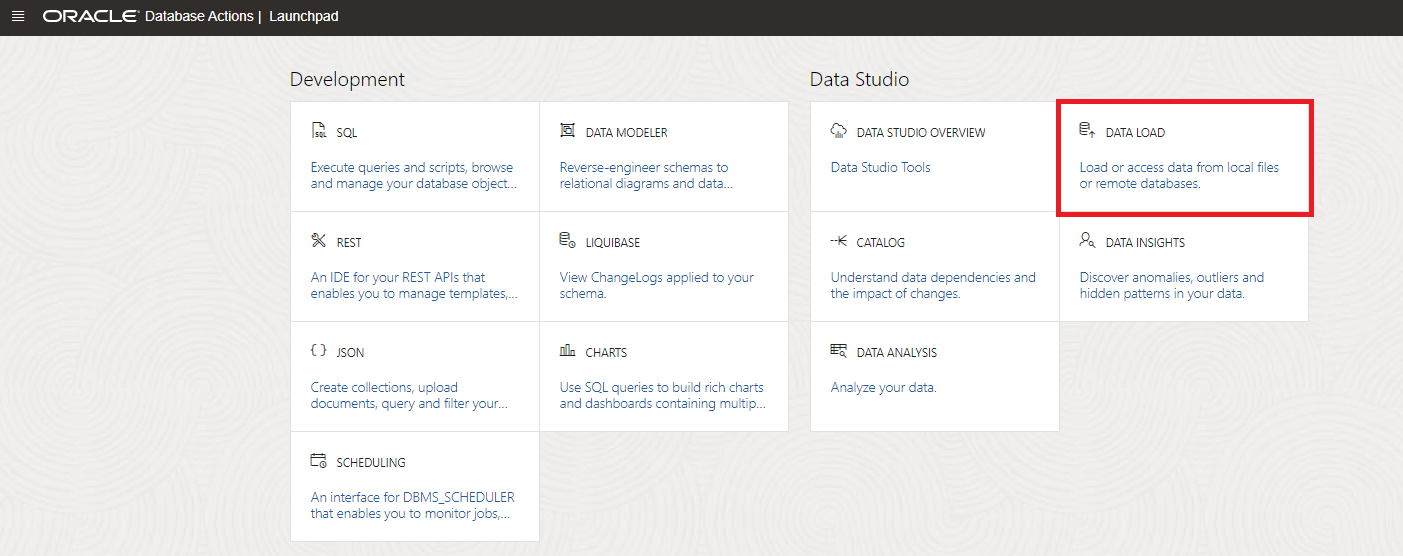 ORACLE® Database Actions | Launchpad
Development
SQL
Execute queries and scripts, browse
and manage your database object...
DATA MODELER
Reverse-engineer schemas to
relational diagrams and data...
REST
An IDE for your REST APIs that
enables you to manage templates,...
LIQUIBASE
View ChangeLogs applied to your
schema.
JSON
Create collections, upload
documents, query and filter your...
CHARTS
Use SQL queries to build rich charts
and dashboards containing multip...
SCHEDULING
An interface for DBMS_SCHEDULER
that enables you to monitor jobs,...
Data Studio
DATA STUDIO OVERVIEW
Data Studio Tools
DATA LOAD
Load or access data from local files
or remote databases.
CATALOG
Understand data dependencies and
the impact of changes.
DATA INSIGHTS
Discover anomalies, outliers and
hidden patterns in your data.
DATA ANALYSIS
Analyze your data.